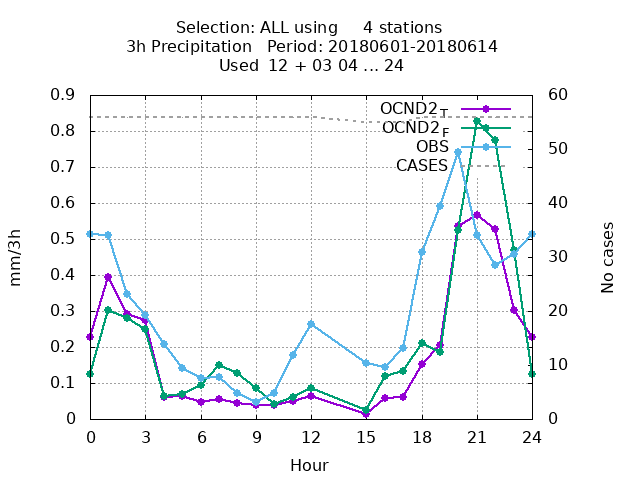 Selection: ALL using 4 stations
3h Precipitation Period: 20180601-20180614
Used 12 + 03 04 ... 24
0.9
0.8
0.7
0.6
0.5
0.4
0.3
0.2
0.1
0
mm/3h
OCND2T
OCND2F
OBS
CASES
60
50
40
30
20
10
0
No cases
0 3 6 9 12 15 18 21 24
Hour